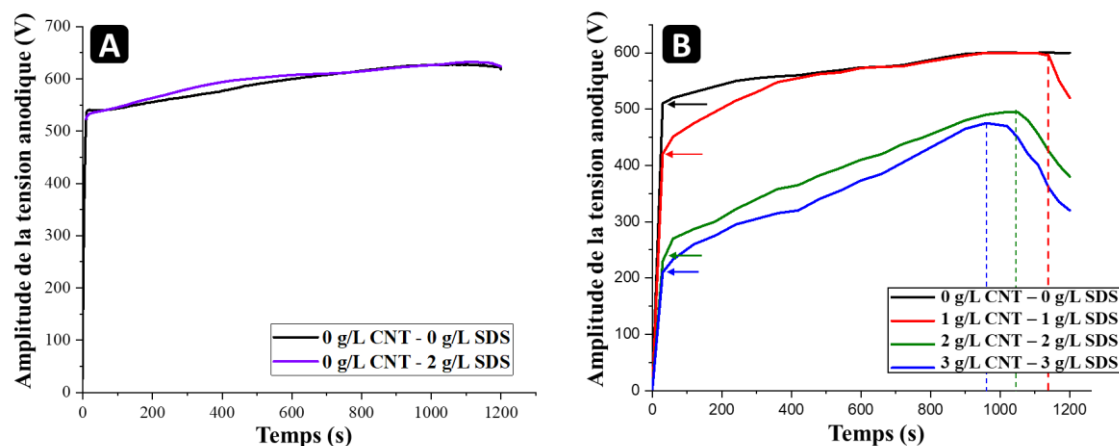 A
Amplitude de la tension anodique (V)
700
600
500
400
300
200
100
0
0 g/L CNT - 0 g/L SDS
0 g/L CNT - 2 g/L SDS
0
200
400
600
800
1000
1200
Temps (s)
B
Amplitude de la tension anodique (V)
600
500
400
300
200
100
0
0 g/L CNT – 0 g/L SDS
1 g/L CNT – 1 g/L SDS
2 g/L CNT – 2 g/L SDS
3 g/L CNT – 3 g/L SDS
0
200
400
600
800
1000
1200
Temps (s)